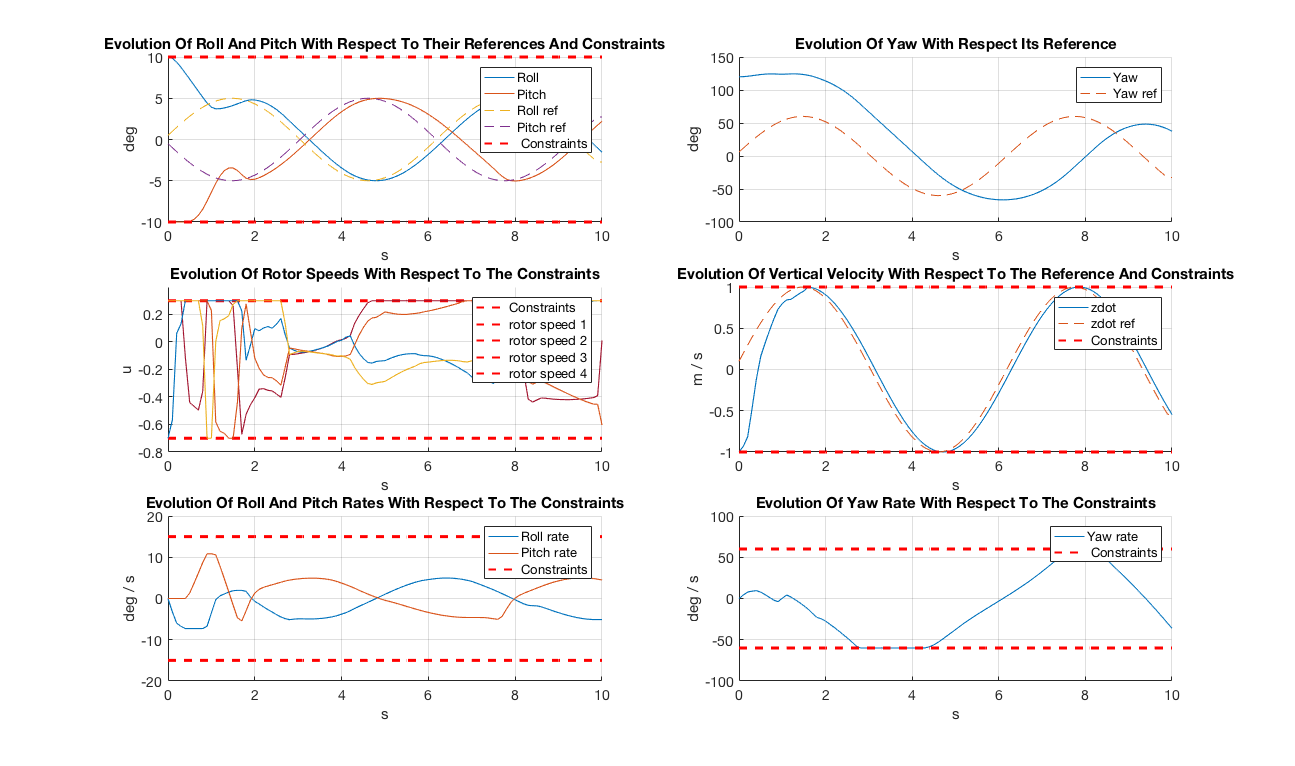 Evolution Of Roll And Pitch With Respect To Their References And Constraints
10
5
0
-5
-10
deg
0 2 4 6 8 10
s
Roll
Pitch
Roll ref
Pitch ref
Constraints
Evolution Of Yaw With Respect Its Reference
150
100
50
0
-50
-100
deg
0 2 4 6 8 10
s
Yaw
Yaw ref
Evolution Of Rotor Speeds With Respect To The Constraints
0.2
0
-0.2
-0.4
-0.6
-0.8
u
0 2 4 6 8 10
s
Constraints
rotor speed 1
rotor speed 2
rotor speed 3
rotor speed 4
Evolution Of Vertical Velocity With Respect To The Reference And Constraints
1
0.5
0
-0.5
-1
m / s
0 2 4 6 8 10
s
zdot
zdot ref
Constraints
Evolution Of Roll And Pitch Rates With Respect To The Constraints
20
10
0
-10
-20
deg / s
0 2 4 6 8 10
s
Roll rate
Pitch rate
Constraints
Evolution Of Yaw Rate With Respect To The Constraints
100
50
0
-50
-100
deg / s
0 2 4 6 8 10
s
Yaw rate
Constraints